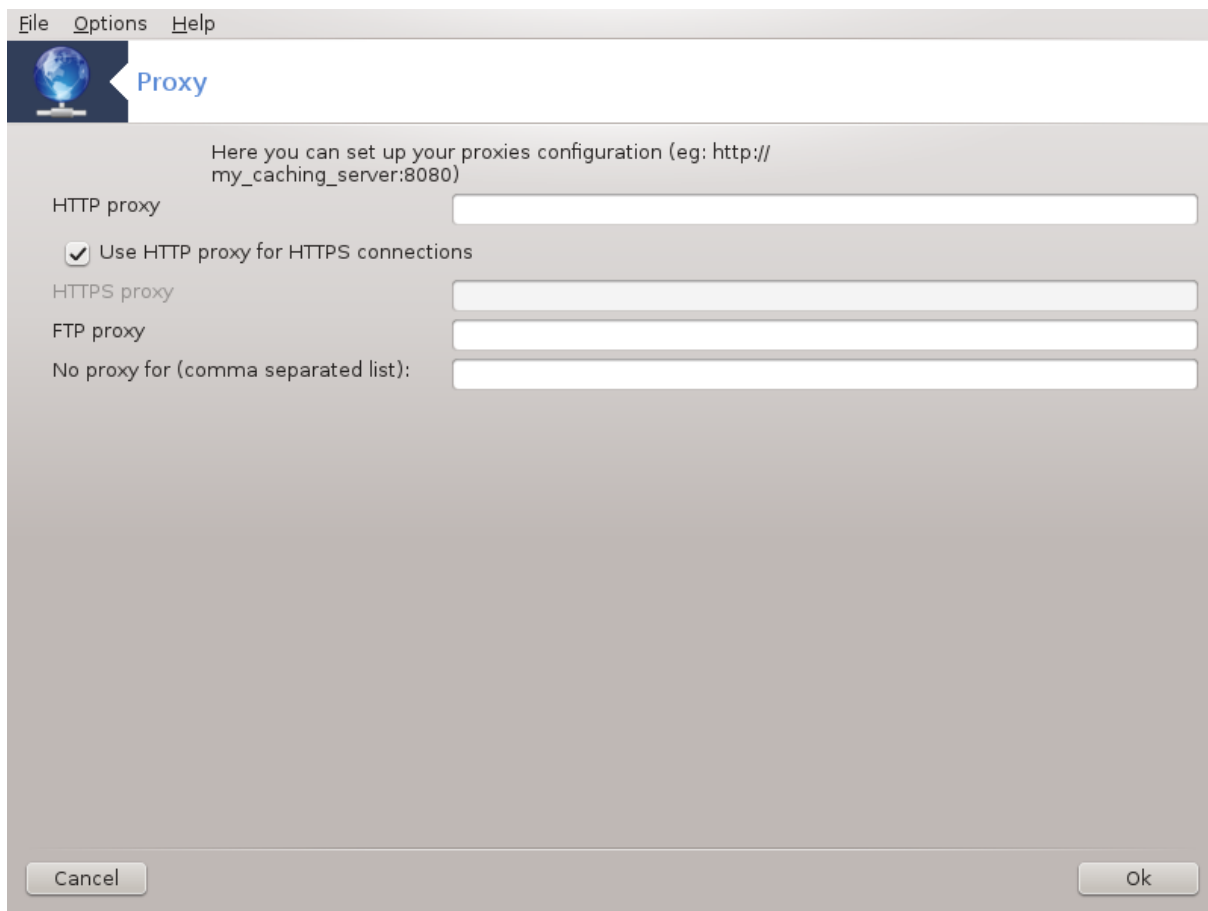 File Options Help
Proxy
Here you can set up your proxies configuration (eg: http://
my_caching_server:8080)
HTTP proxy
Use HTTP proxy for HTTPS connections
HTTPS proxy
FTP proxy
No proxy for (comma separated list):
Cancel Ok